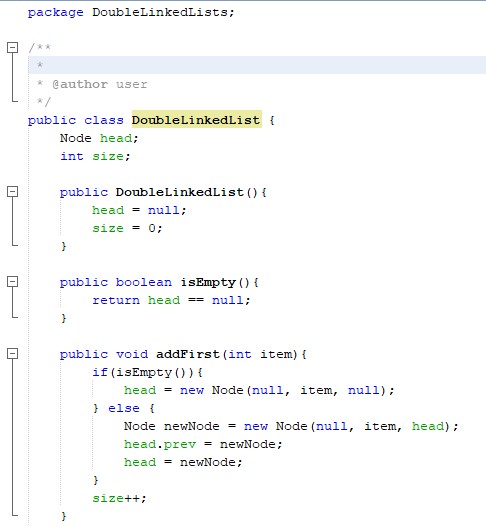 package DoubleLinkedLists;
/**
 *
 * @author user
 */
public class DoubleLinkedList {
    Node head;
    int size;
    public DoubleLinkedList(){
        head = null;
        size = 0;
    }
    public boolean isEmpty(){
        return head == null;
    }
    public void addFirst(int item){
        if(isEmpty()){
            head = new Node(null, item, null);
        } else {
            Node newNode = new Node(null, item, head);
            head.prev = newNode;
            head = newNode;
        }
        size++;
    }